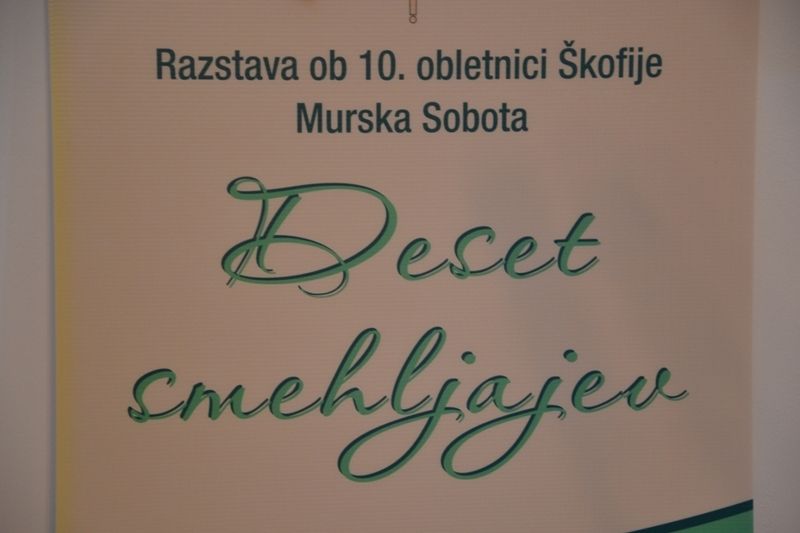 Razstava ob 10. obletnici Škofije
Murska Sobota
Deset
smehljajev